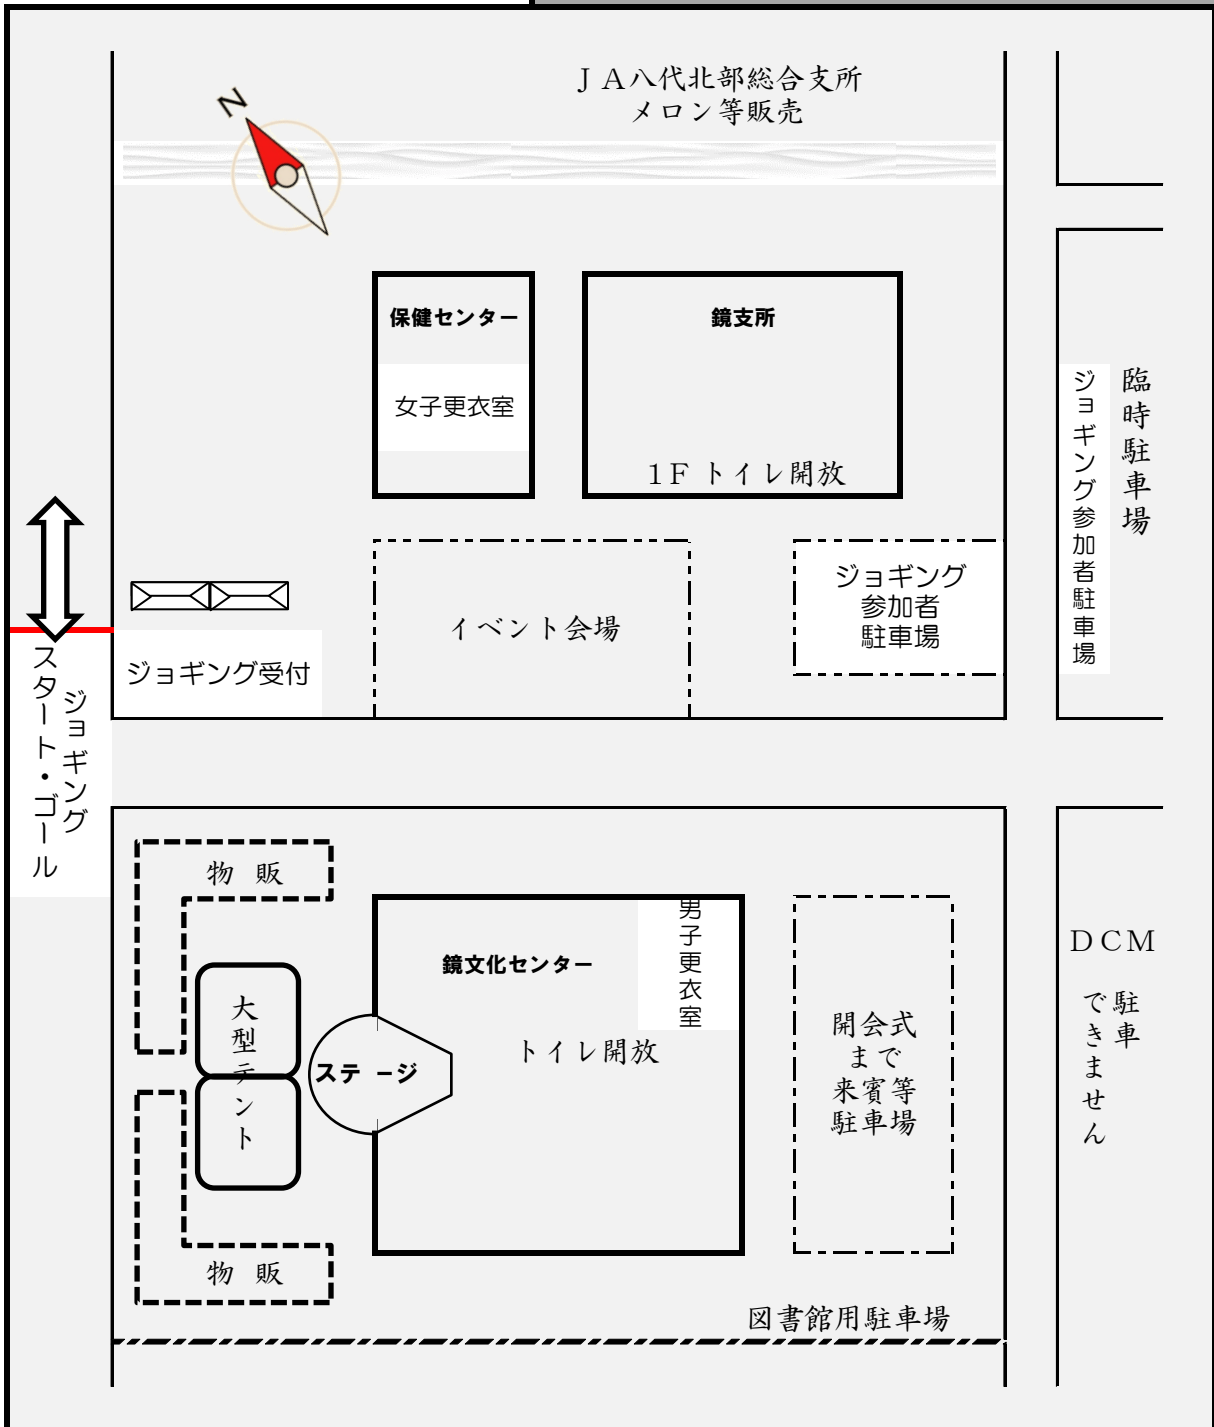 ＪＡ八代北部総合支所
メロン等販売
N
保健センター
女子更衣室
鏡支所
１Ｆ トイレ開放
臨時駐車場
ジョギング参加者駐車場
イベント会場
ジョギング
参加者
駐車場
ジョギング受付
ジョギング
スタート・ゴール
物 販
鏡文化センター
男子更衣室
トイレ開放
大型テント
ステ ージ
開会式
まで
来賓等
駐車場
ＤＣＭ
駐車
できません
物 販
図書館用駐車場